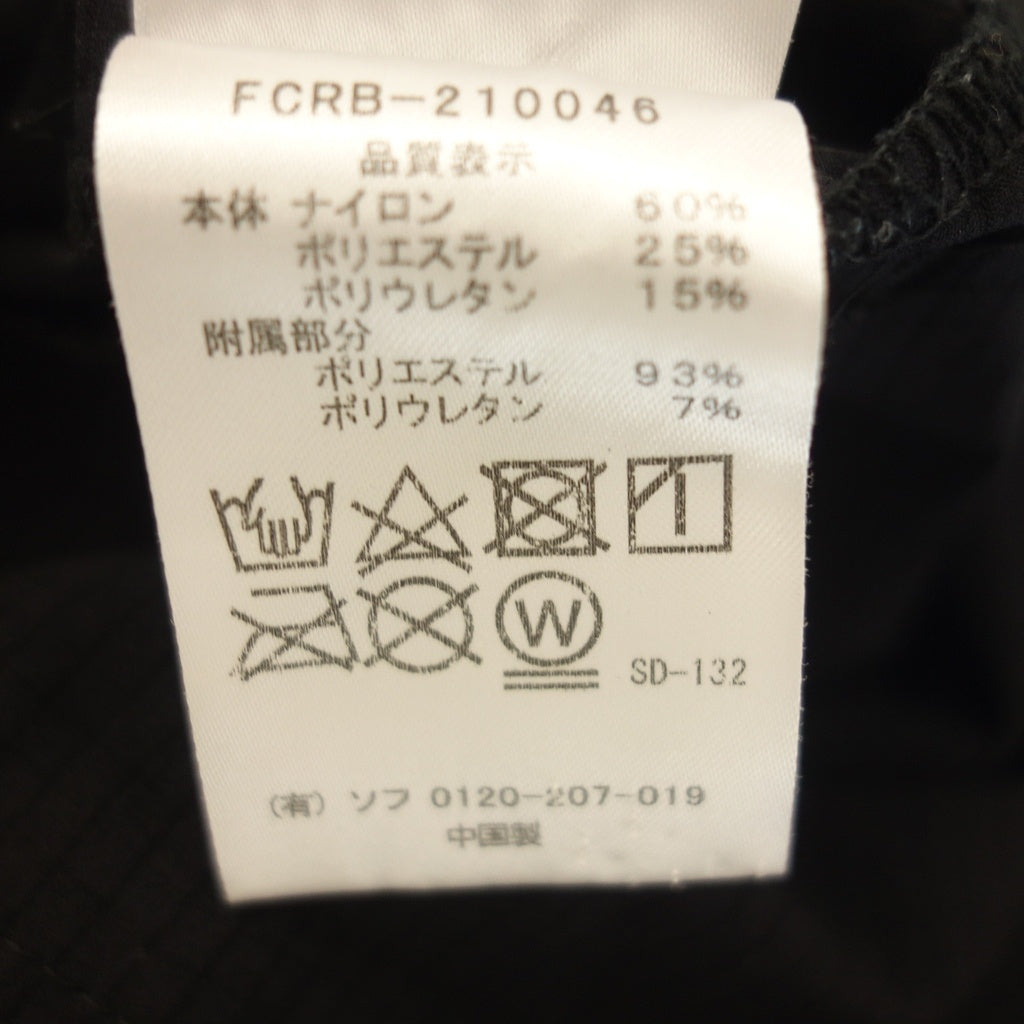 FCRB-210046
品質表示
本体 ナイロン 60%
ポリエステル 25%
ポリウレタン 15%
附属部分
ポリエステル 93%
ポリウレタン 7%
W
SD-132
(有) ソフ 0120-207-019
中国製